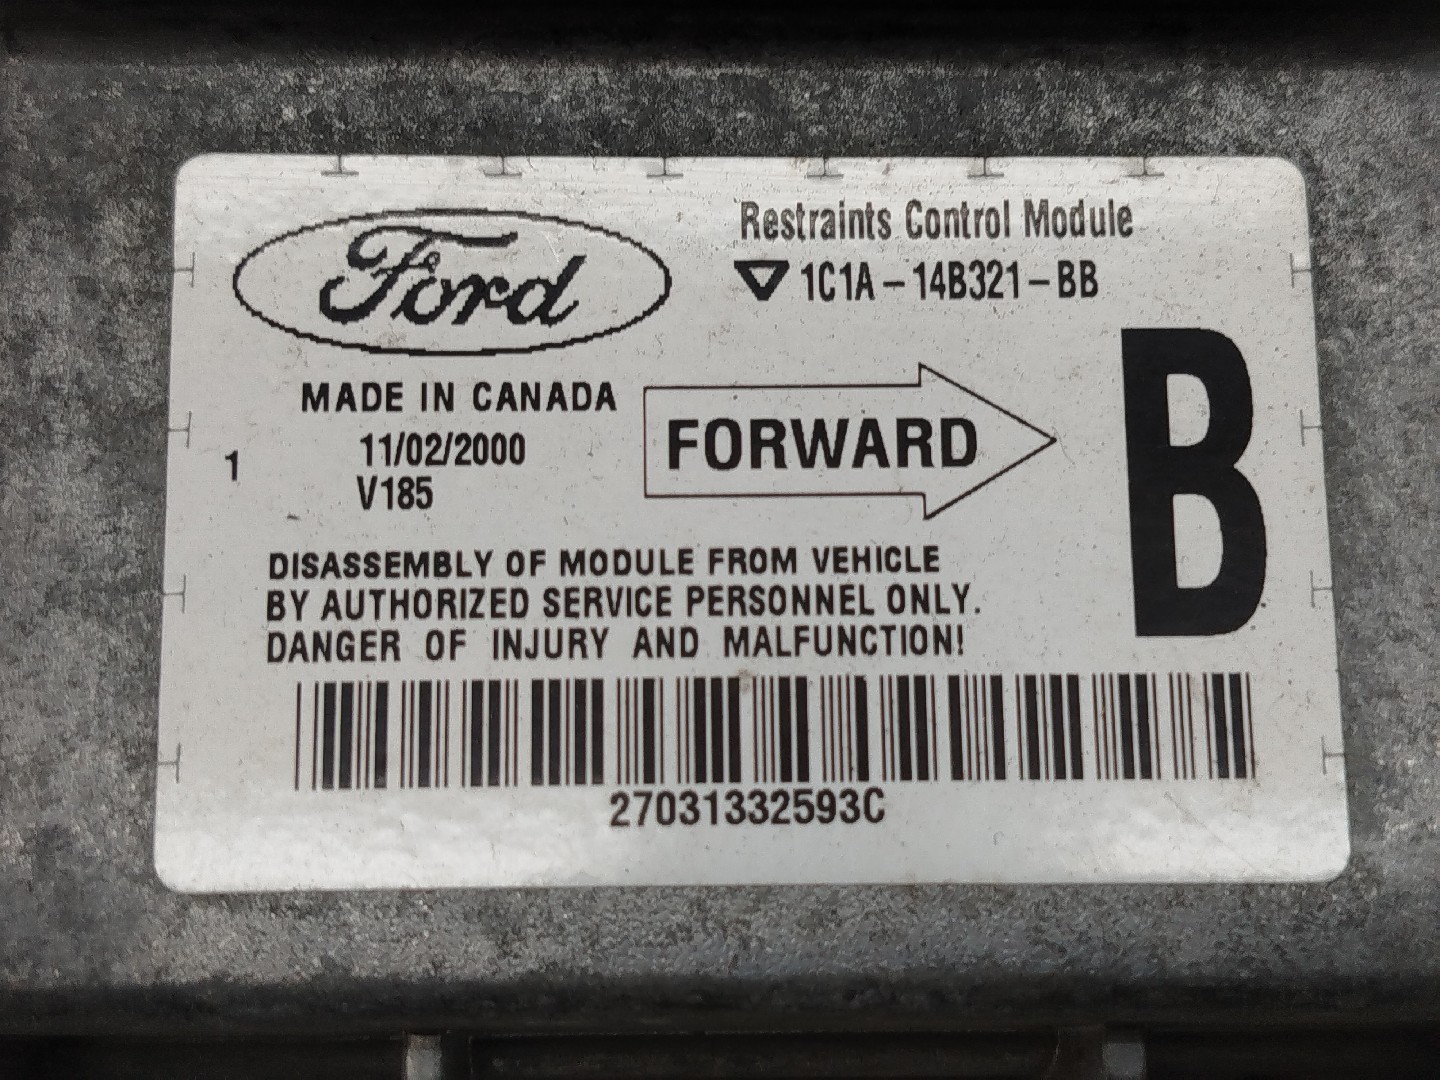 Ford
Restraints Control Module
1C1A-14B321-BB
B
MADE IN CANADA
11/02/2000
V185
1
FORWARD
DISASSEMBLY OF MODULE FROM VEHICLE
BY AUTHORIZED SERVICE PERSONNEL ONLY.
DANGER OF INJURY AND MALFUNCTION!
27031332593C